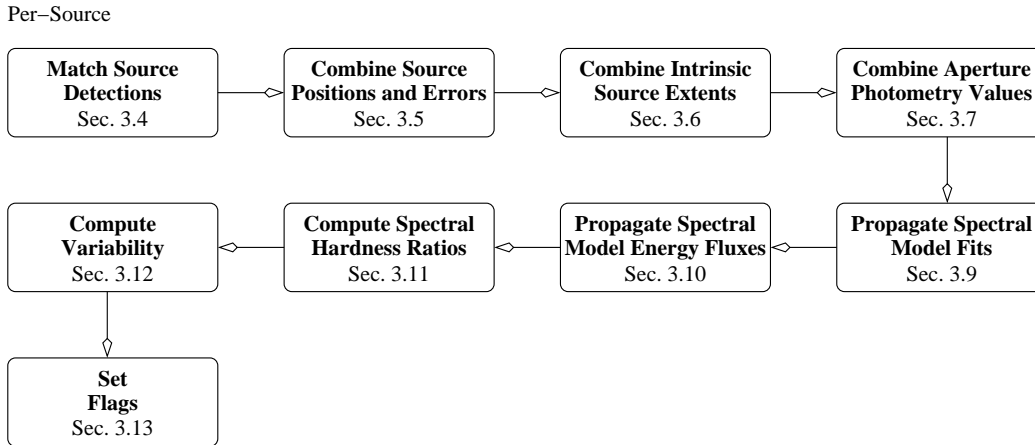 Per−Source
Match Source
Detections
Sec. 3.4
Combine Source
Positions and Errors
Sec. 3.5
Combine Intrinsic
Source Extents
Sec. 3.6
Combine Aperture
Photometry Values
Sec. 3.7
Propagate Spectral
Model Fits
Sec. 3.9
Propagate Spectral
Model Energy Fluxes
Sec. 3.10
Compute Spectral
Hardness Ratios
Sec. 3.11
Compute
Variability
Sec. 3.12
Set
Flags
Sec. 3.13